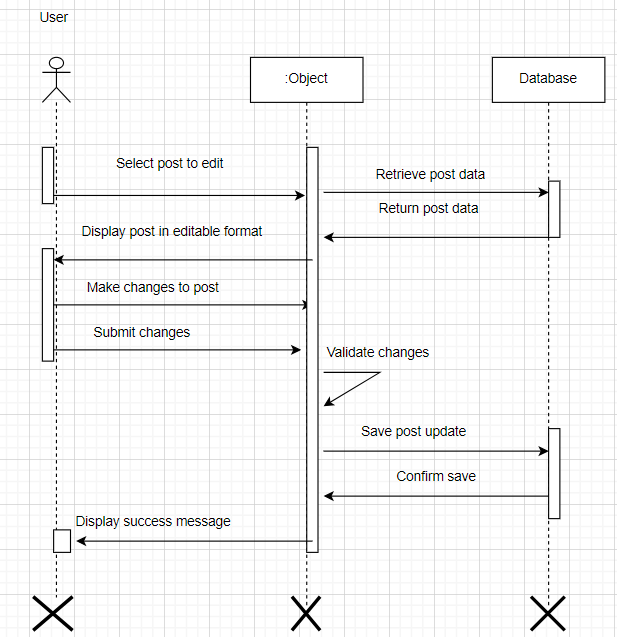 User
:Object
Database
Select post to edit
Retrieve post data
Return post data
Display post in editable format
Make changes to post
Submit changes
Validate changes
Save post update
Confirm save
Display success message